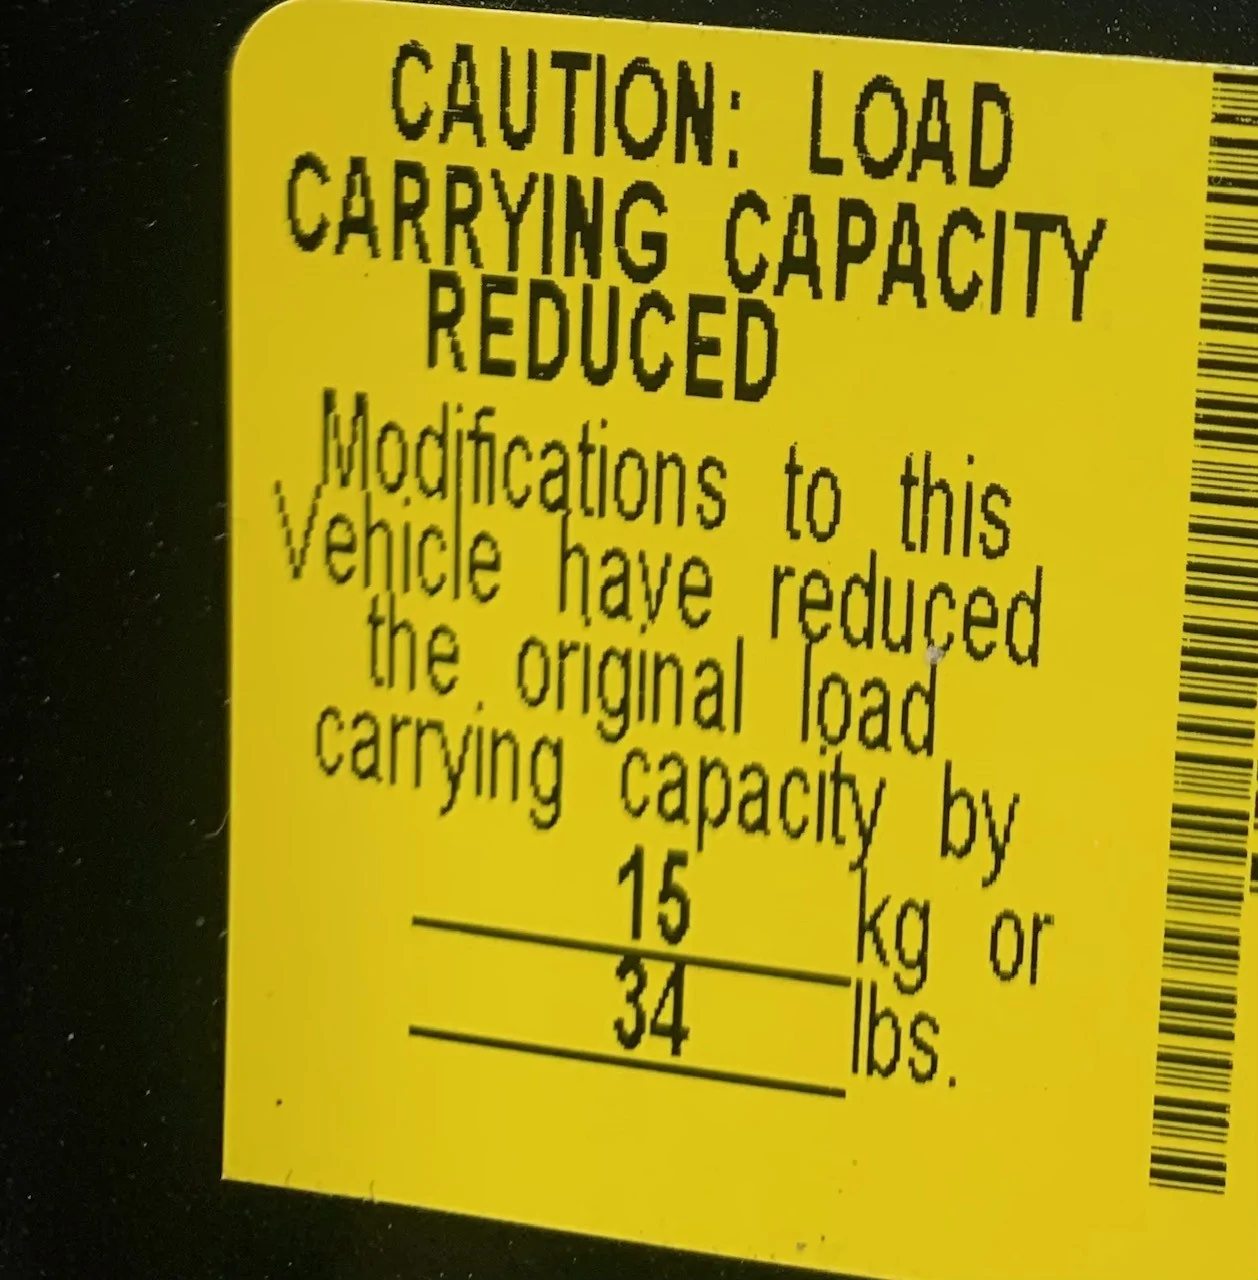 CAUTION: LOAD
CARRYING CAPACITY
REDUCED
Modifications to this
Vehicle have reduced
the original load
carrying capacity by
15 kg or
34 lbs.